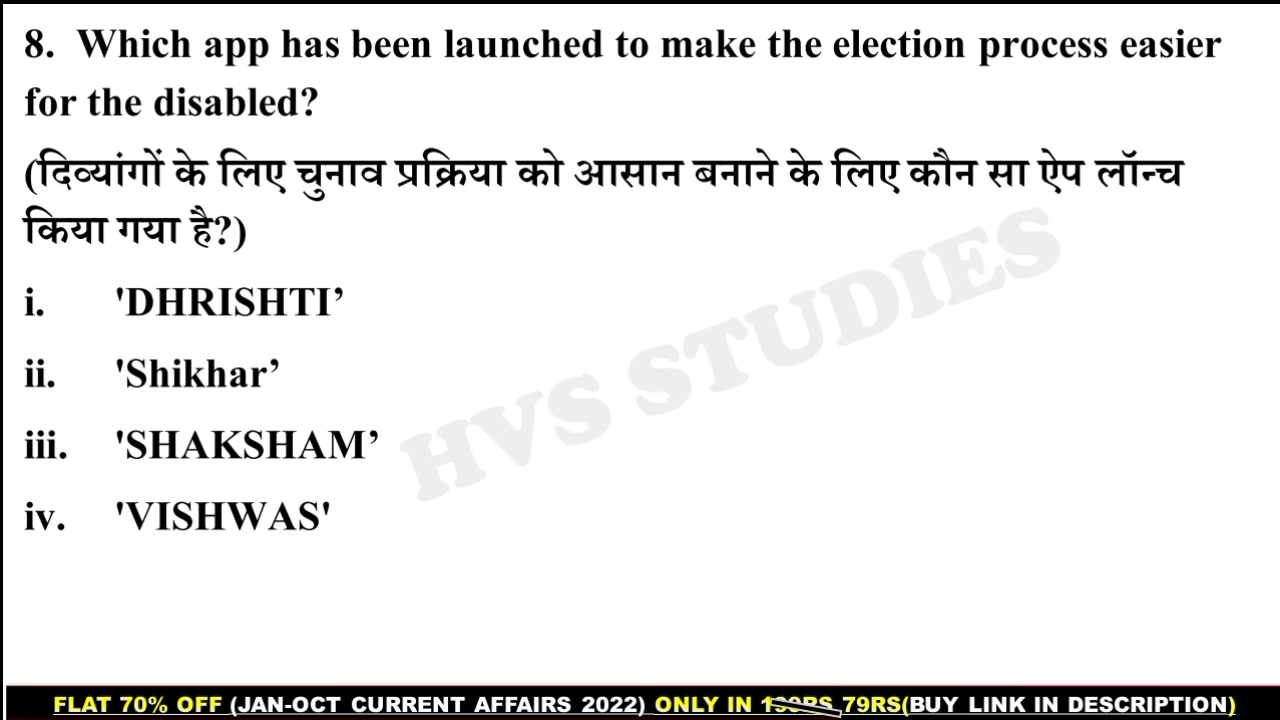 8. Which app has been launched to make the election process easier
for the disabled?
(दिव्यांगों के लिए चुनाव प्रक्रिया को आसान बनाने के लिए कौन सा ऐप लॉन्च
किया गया है?)
i. 'DHRISHTI’
ii. 'Shikhar’
iii. 'SHAKSHAM’
iv. 'VISHWAS'
HVS STUDIES
FLAT 70% OFF (JAN-OCT CURRENT AFFAIRS 2022) ONLY IN 79RS(BUY LINK IN DESCRIPTION)